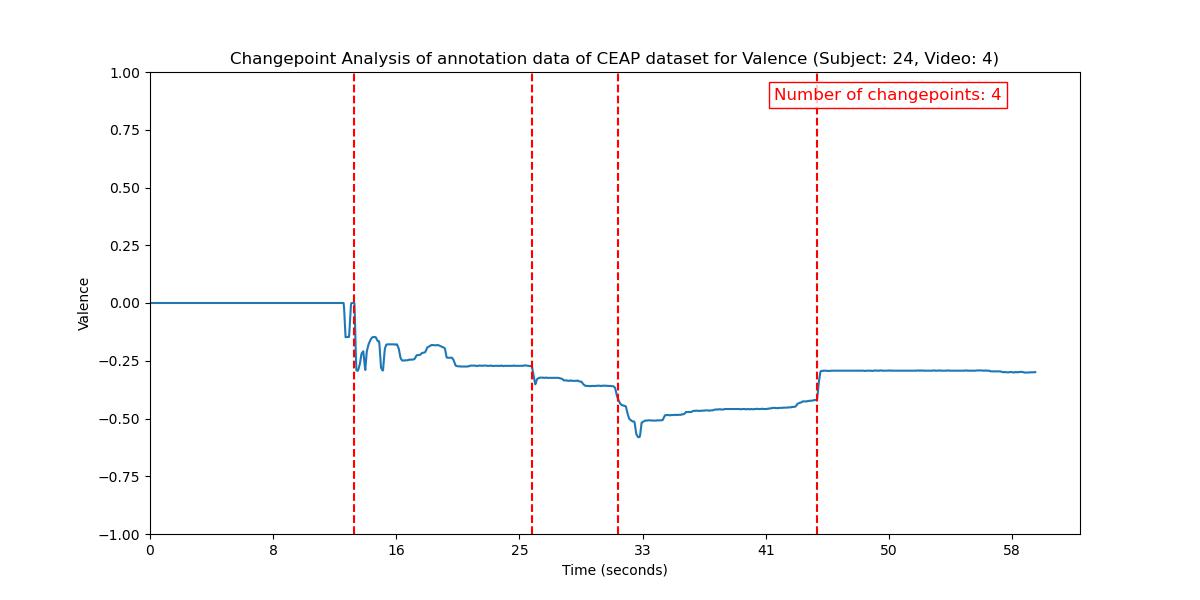 Changepoint Analysis of annotation data of CEAP dataset for Valence (Subject: 24, Video: 4)
Number of changepoints: 4
1.00
0.75
0.50
0.25
0.00
−0.25
−0.50
−0.75
−1.00
Valence
0 8 16 25 33 41 50 58
Time (seconds)